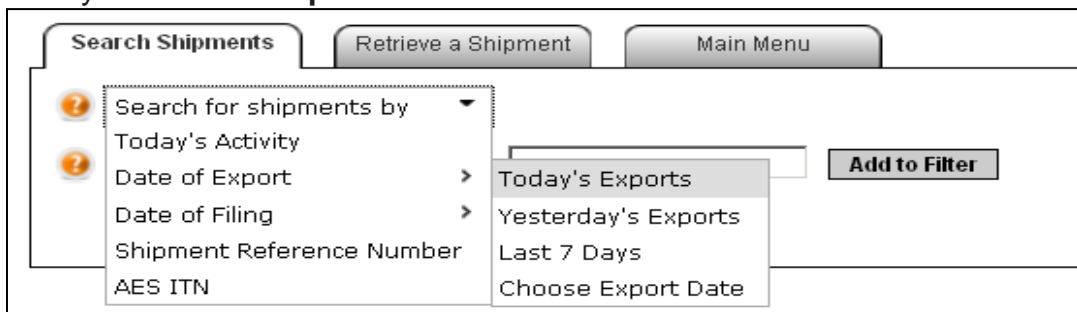 Search Shipments
Retrieve a Shipment
Main Menu
Search for shipments by
Today's Activity
Date of Export
Date of Filing
Shipment Reference Number
AES ITN
Today's Exports
Yesterday's Exports
Last 7 Days
Choose Export Date
Add to Filter